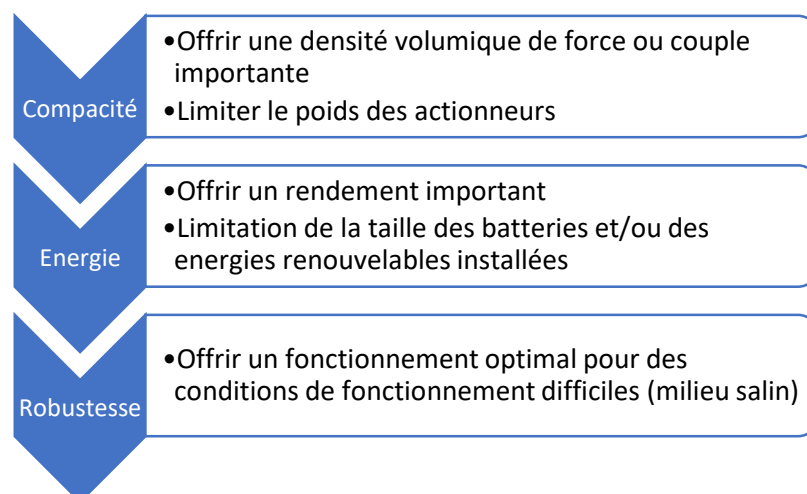 Compacité
•Offrir une densité volumique de force ou couple
importante
•Limiter le poids des actionneurs
Energie
•Offrir un rendement important
•Limitation de la taille des batteries et/ou des
energies renouvelables installées
Robustesse
•Offrir un fonctionnement optimal pour des
conditions de fonctionnement difficiles (milieu salin)